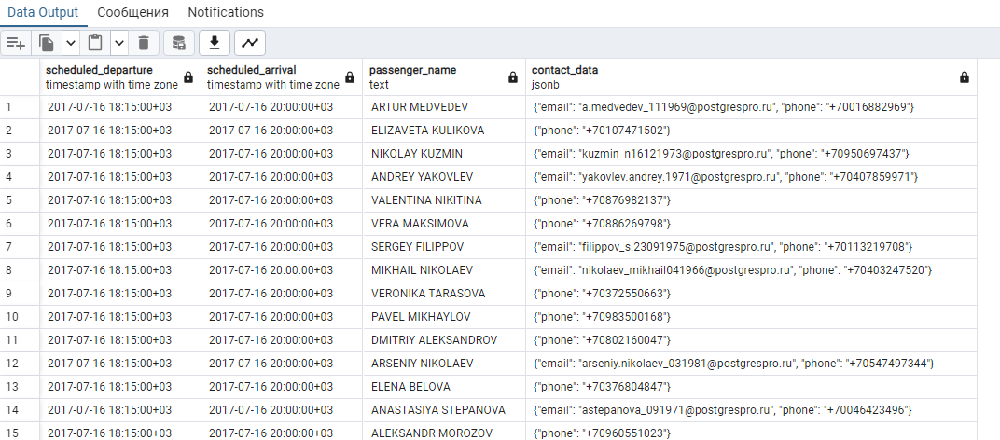 Data Output Сообщения Notifications
scheduled_departure scheduled_arrival passenger_name contact_data
timestamp with time zone timestamp with time zone text jsonb
1 2017-07-16 18:15:00+03 2017-07-16 20:00:00+03 ARTUR MEDVEDEV {"email": "a.medvedev_111969@postgrespro.ru", "phone": "+70016882969"}
2 2017-07-16 18:15:00+03 2017-07-16 20:00:00+03 ELIZAVETA KULIKOVA {"phone": "+70107471502"}
3 2017-07-16 18:15:00+03 2017-07-16 20:00:00+03 NIKOLAY KUZMIN {"email": "kuzmin_n16121973@postgrespro.ru", "phone": "+70950697437"}
4 2017-07-16 18:15:00+03 2017-07-16 20:00:00+03 ANDREY YAKOVLEV {"email": "yakovlev.andrey.1971@postgrespro.ru", "phone": "+70407859971"}
5 2017-07-16 18:15:00+03 2017-07-16 20:00:00+03 VALENTINA NIKITINA {"phone": "+70876982137"}
6 2017-07-16 18:15:00+03 2017-07-16 20:00:00+03 VERA MAKSIMOVA {"phone": "+70886269798"}
7 2017-07-16 18:15:00+03 2017-07-16 20:00:00+03 SERGEY FILIPPOV {"email": "filippov_s.23091975@postgrespro.ru", "phone": "+70113219708"}
8 2017-07-16 18:15:00+03 2017-07-16 20:00:00+03 MIKHAIL NIKOLAEV {"email": "nikolaev_mikhail041966@postgrespro.ru", "phone": "+70403247520"}
9 2017-07-16 18:15:00+03 2017-07-16 20:00:00+03 VERONIKA TARASOVA {"phone": "+70372550663"}
10 2017-07-16 18:15:00+03 2017-07-16 20:00:00+03 PAVEL MIKHAYLOV {"phone": "+70983500168"}
11 2017-07-16 18:15:00+03 2017-07-16 20:00:00+03 DMITRIY ALEKSANDROV {"phone": "+70802160047"}
12 2017-07-16 18:15:00+03 2017-07-16 20:00:00+03 ARSENIY NIKOLAEV {"email": "arseniy.nikolaev_031981@postgrespro.ru", "phone": "+70547497344"}
13 2017-07-16 18:15:00+03 2017-07-16 20:00:00+03 ELENA BELOVA {"phone": "+70376804847"}
14 2017-07-16 18:15:00+03 2017-07-16 20:00:00+03 ANASTASIYA STEPANOVA {"email": "astepanova_091971@postgrespro.ru", "phone": "+70046423496"}
15 2017-07-16 18:15:00+03 2017-07-16 20:00:00+03 ALEKSANDR MOROZOV {"phone": "+70960551023"}